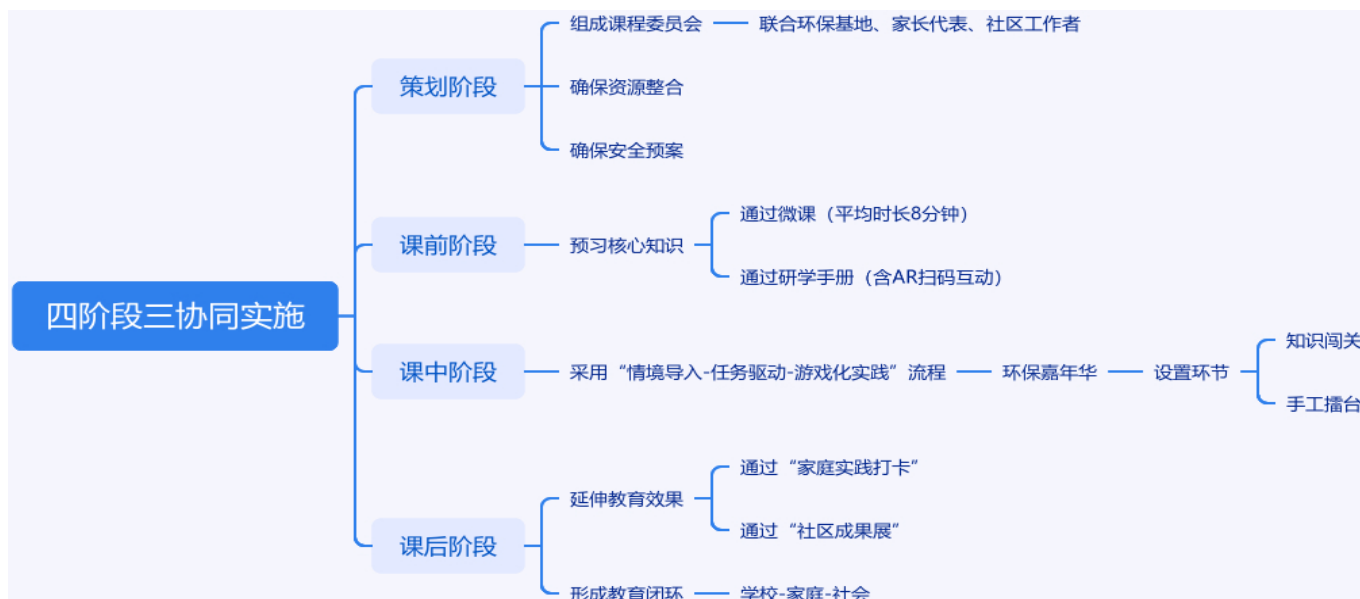 四阶段三协同实施
策划阶段
组成课程委员会
联合环保基地、家长代表、社区工作者
确保资源整合
确保安全预案
课前阶段
预习核心知识
通过微课（平均时长8分钟）
通过研学手册（含AR扫码互动）
课中阶段
采用“情境导入-任务驱动-游戏化实践”流程
环保嘉年华
设置环节
知识闯关
手工擂台
课后阶段
延伸教育效果
通过“家庭实践打卡”
通过“社区成果展”
形成教育闭环
学校-家庭-社会